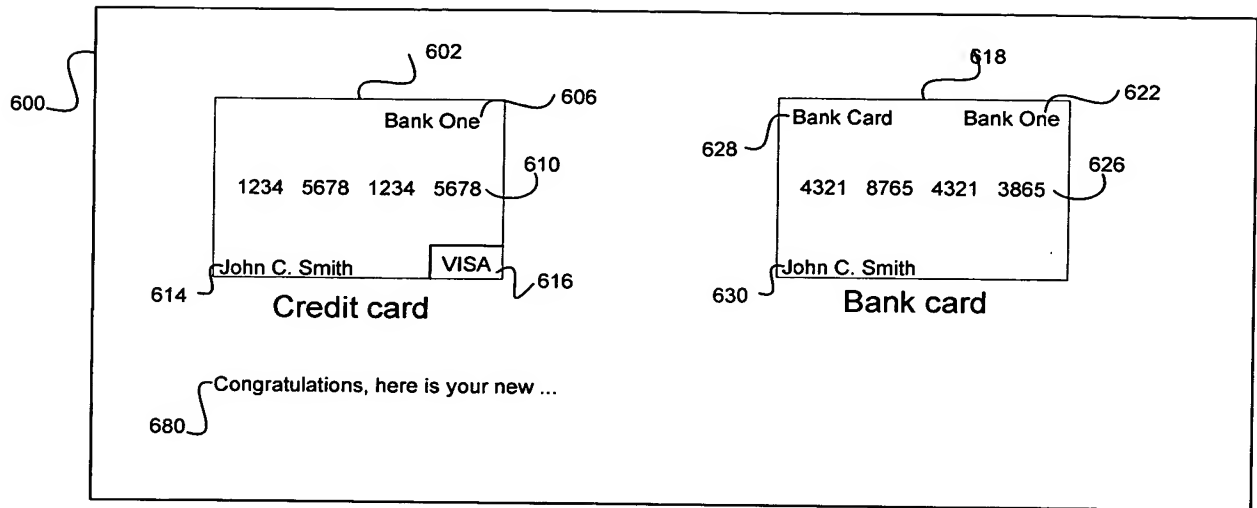 602
618
600
606
622
Bank One
Bank Card
Bank One
628
610
626
1234 5678 1234 5678
4321 8765 4321 3865
John C. Smith
VISA
John C. Smith
614
616
630
Credit card
Bank card
Congratulations, here is your new ...
680